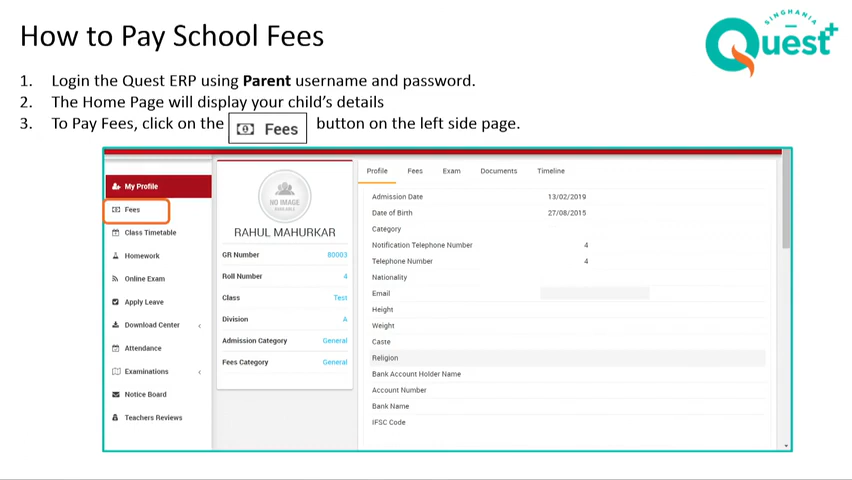 How to Pay School Fees
SINGHANIA
Quest+
1. Login the Quest ERP using Parent username and password.
2. The Home Page will display your child's details
3. To Pay Fees, click on the Fees button on the left side page.
My Profile
Fees
Class Timetable
Homework
Online Exam
Apply Leave
Download Center
Attendance
Examinations
Notice Board
Teachers Reviews
NO IMAGE
AVAILABLE
RAHUL MAHURKAR
GR Number 80003
Roll Number 4
Class Test
Division A
Admission Category General
Fees Category General
Profile Fees Exam Documents Timeline
Admission Date 13/02/2019
Date of Birth 27/08/2015
Category
Notification Telephone Number 4
Telephone Number 4
Nationality
Email
Height
Weight
Caste
Religion
Bank Account Holder Name
Account Number
Bank Name
IFSC Code